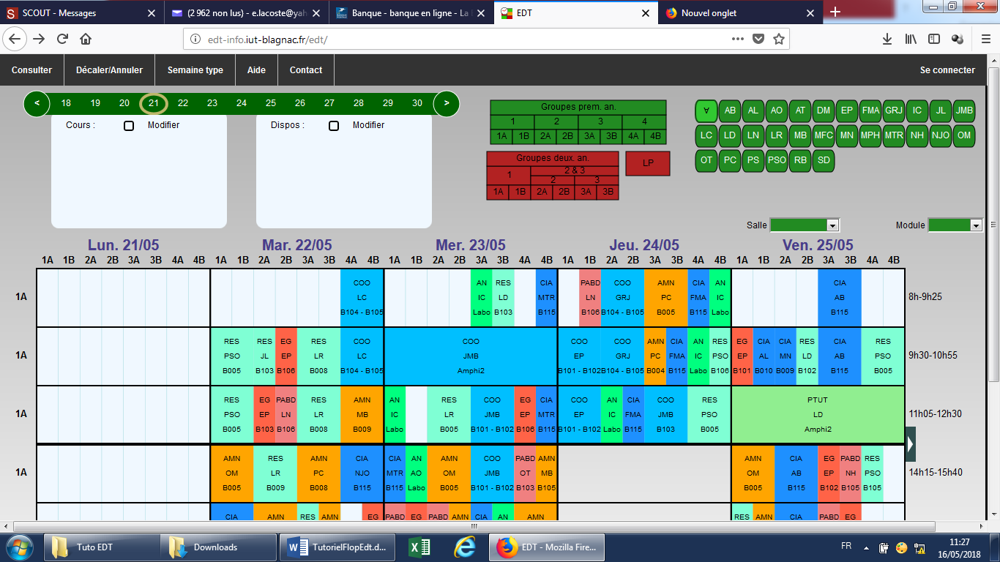 SCOUT - Messages
(2 962 non lus) - e.lacoste@yah
Banque - banque en ligne - La
EDT
Nouvel onglet
edt-info.iut-blagnac.fr/edt/
Consulter Décaler/Annuler Semaine type Aide Contact Se connecter
< 18 19 20 21 22 23 24 25 26 27 28 29 30 >
Cours : Modifier
Dispos : Modifier
Groupes prem. an.
1 2 3 4
1A 1B 2A 2B 3A 3B 4A 4B
Groupes deux. an.
LP
1 2 & 3
2 3
1A 1B 2A 2B 3A 3B
∀ AB AL AO AT DM EP FMA GRJ IC JL JMB
LC LD LN LR MB MFC MN MPH MTR NH NJO OM
OT PC PS PSO RB SD
Salle Module
Lun. 21/05 Mar. 22/05 Mer. 23/05 Jeu. 24/05 Ven. 25/05
1A 1B 2A 2B 3A 3B 4A 4B 1A 1B 2A 2B 3A 3B 4A 4B 1A 1B 2A 2B 3A 3B 4A 4B 1A 1B 2A 2B 3A 3B 4A 4B 1A 1B 2A 2B 3A 3B 4A 4B
COO AN RES CIA PABD COO AMN CIA AN CIA
1A LC IC LD MTR LN GRJ PC FMA IC AB 8h-9h25
B104 - B105 Labo B103 B115 B106 B104 - B105 B005 B115 Labo B115
RES RES EG RES COO COO COO COO AMN CIA AN RES EG CIA CIA RES CIA RES
1A PSO JL EP LR LC JMB EP GRJ PC FMA IC PSO EP AL MN LD AB PSO 9h30-10h55
B005 B103 B106 B008 B104 - B105 Amphi2 B101 - B102 B104 - B105 B004 B115 Labo B106 B101 B010 B009 B102 B115 B005
RES EG PABD RES AMN AN RES COO EG CIA COO AN CIA COO RES PTUT
1A PSO EP LN LR MB IC LR JMB EP MTR EP IC FMA JMB PSO LD 11h05-12h30
B005 B103 B106 B008 B009 Labo B005 B101 - B102 B106 B115 B101 - B102 Labo B115 B103 B005 Amphi2
AMN RES AMN CIA CIA AN AMN COO PABD AMN AMN CIA EG PABD RES
1A OM LR PC NJO MTR AO OM JMB OT MB OM AB EP NH PSO 14h15-15h40
B005 B009 B008 B115 B115 Labo B005 B101 - B102 B103 B105 B005 B115 B102 B105 B105
CIA AMN RES AMN EG PABD EG PABD AMN CIA AN AMN RES AMN CIA PABD EG
Tuto EDT
Downloads
TutorielFlopEdt.d...
EDT - Mozilla Fire...
FR
11:27
16/05/2018